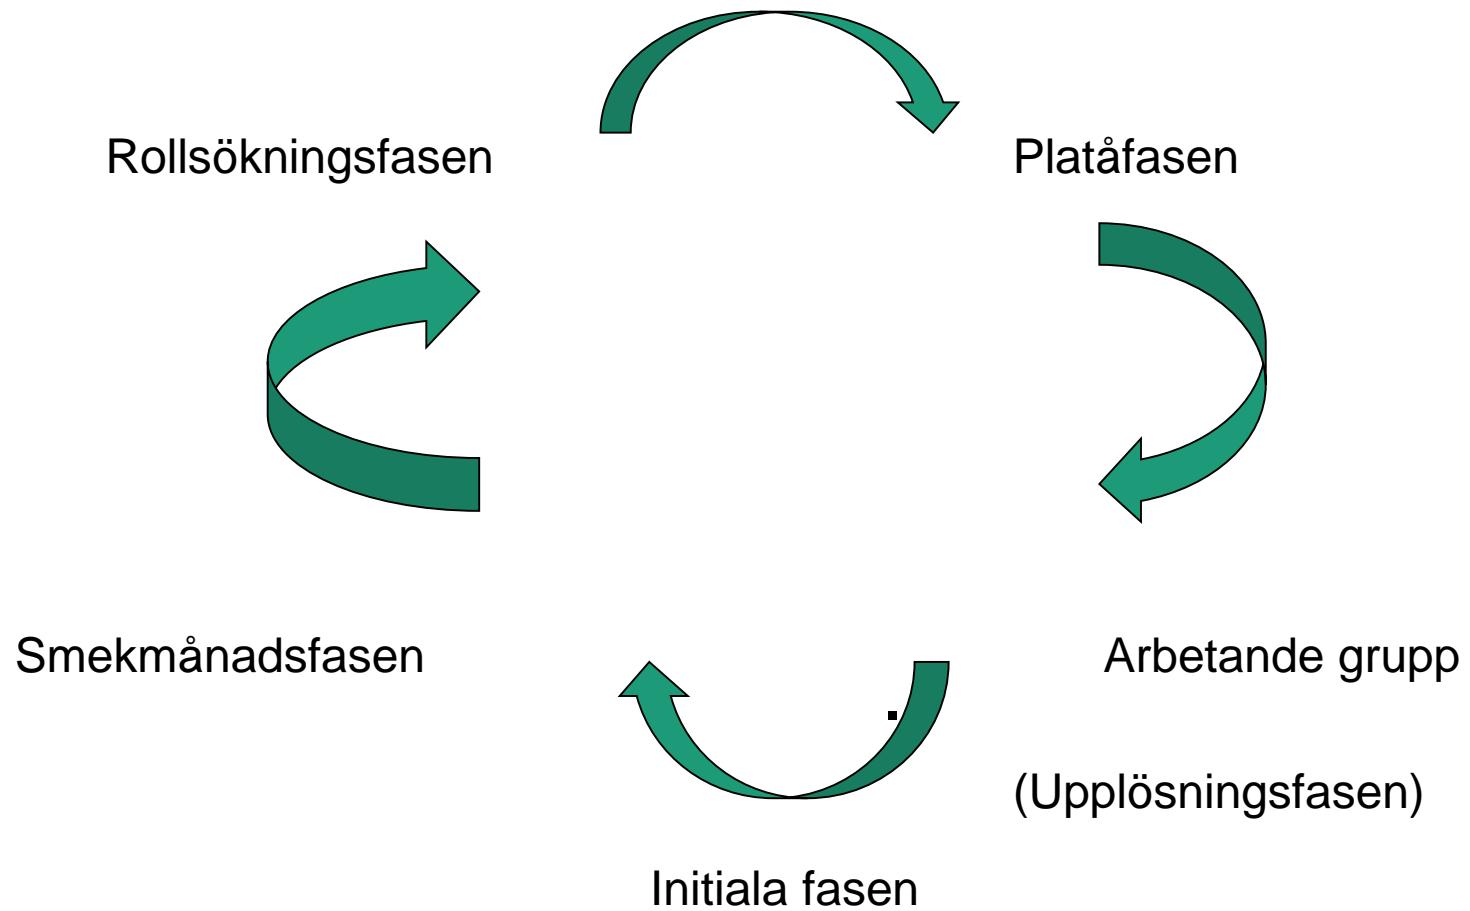 Rollsökningsfasen
Platåfasen
Smekmånadsfasen
Arbetande grupp
(Upplösningsfasen)
Initiala fasen